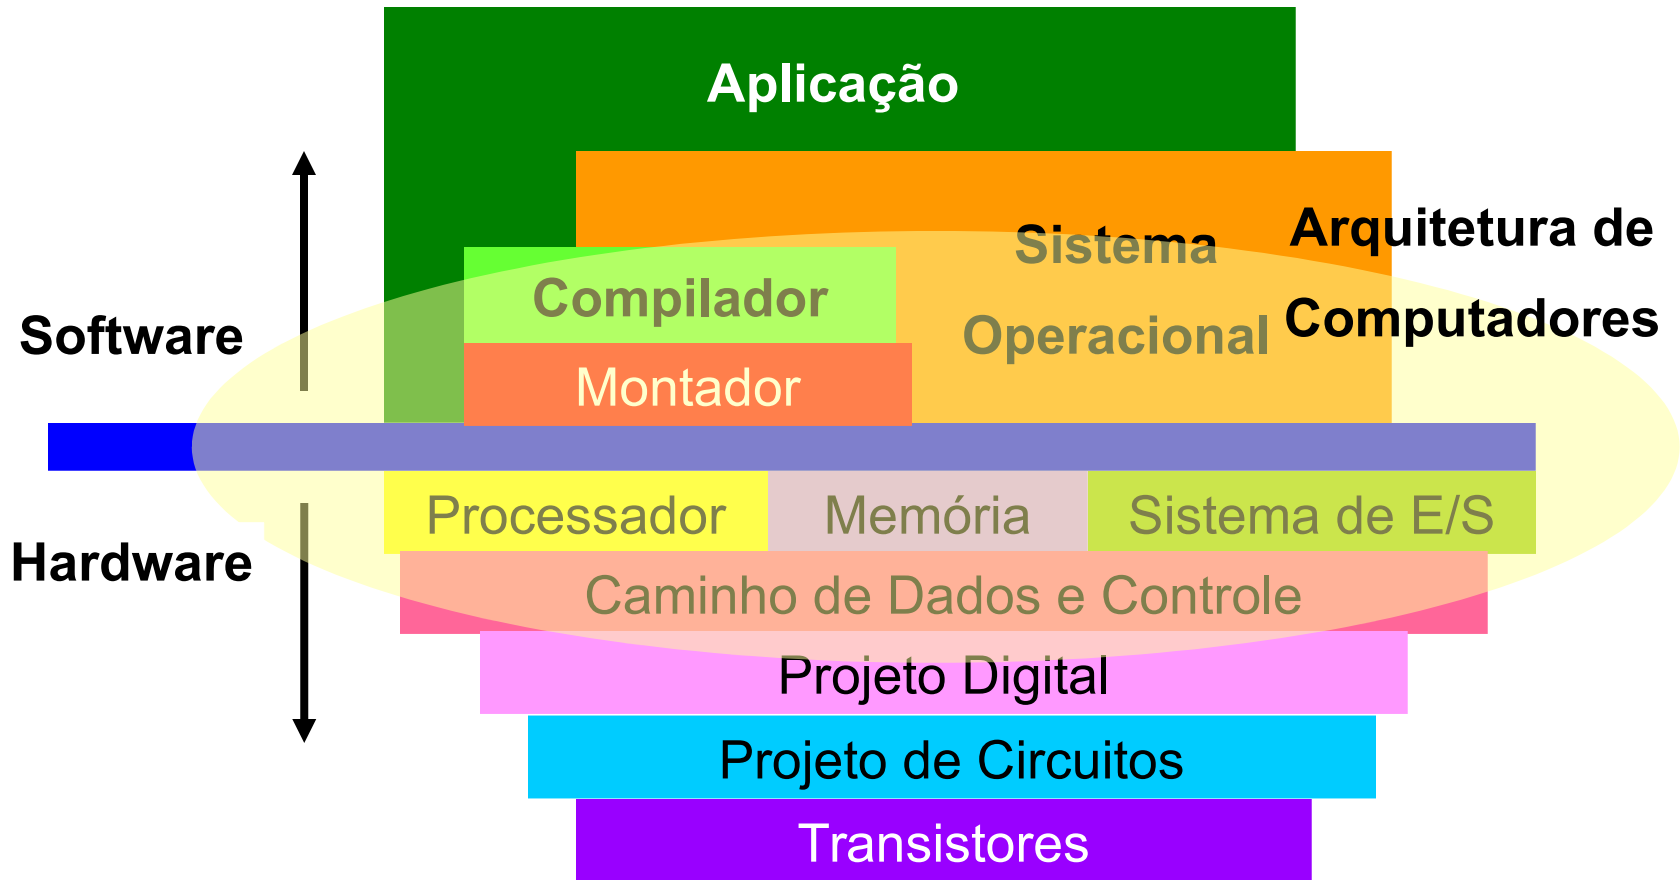 Aplicação
Sistema
Operacional
Arquitetura de
Computadores
Compilador
Montador
Software
Hardware
Processador
Memória
Sistema de E/S
Caminho de Dados e Controle
Projeto Digital
Projeto de Circuitos
Transistores